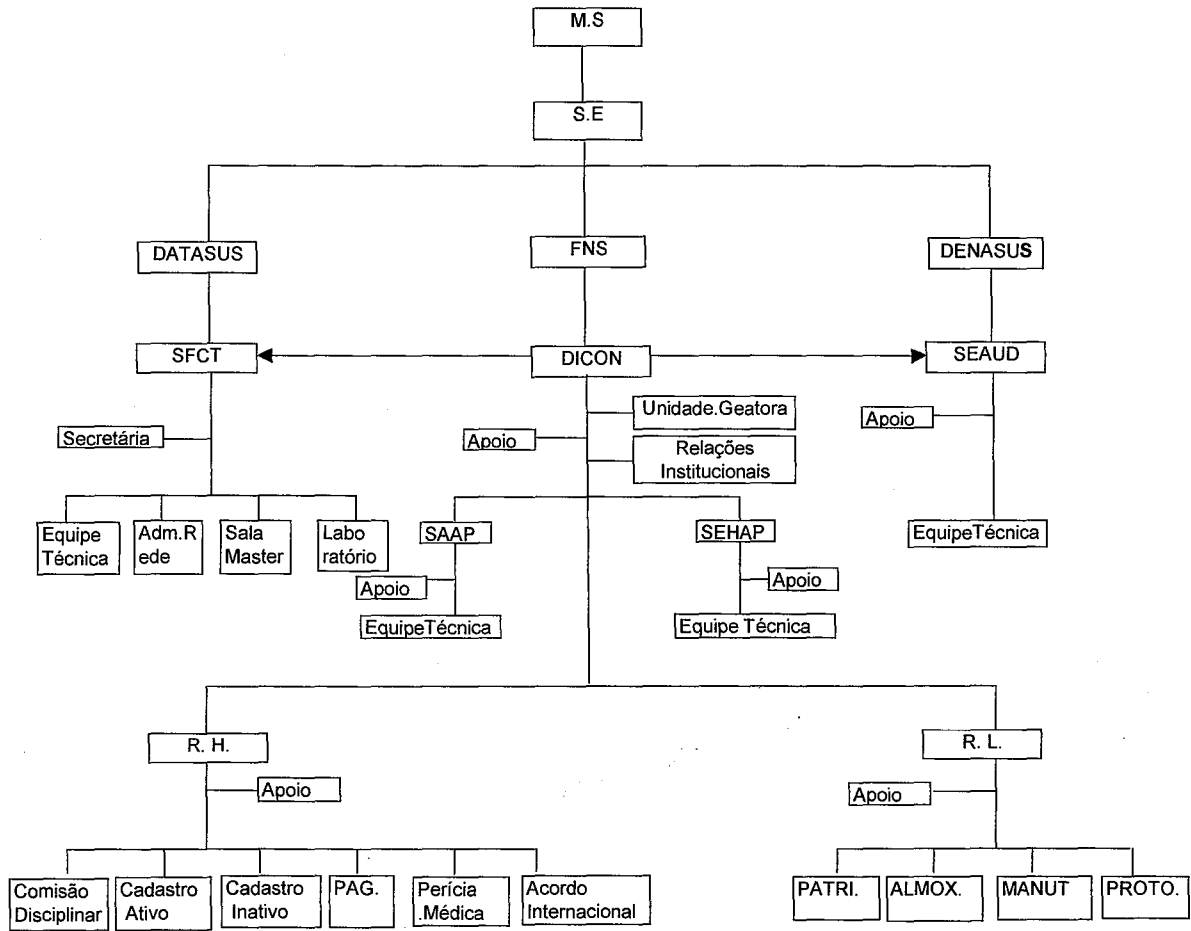 M.S
S.E
DATASUS
FNS
DENASUS
SFCT
DICON
SEAUD
Unidade.Geatora
Secretária
Apoio
Apoio
Relações
Institucionais
Equipe
Técnica
Adm.R
ede
Sala
Master
Labo
ratório
SAAP
SEHAP
EquipeTécnica
Apoio
Apoio
EquipeTécnica
Equipe Técnica
R. H.
R. L.
Apoio
Apoio
Comisão
Disciplinar
Cadastro
Ativo
Cadastro
Inativo
PAG.
Perícia
.Médica
Acordo
Internacional
PATRI.
ALMOX.
MANUT
PROTO.